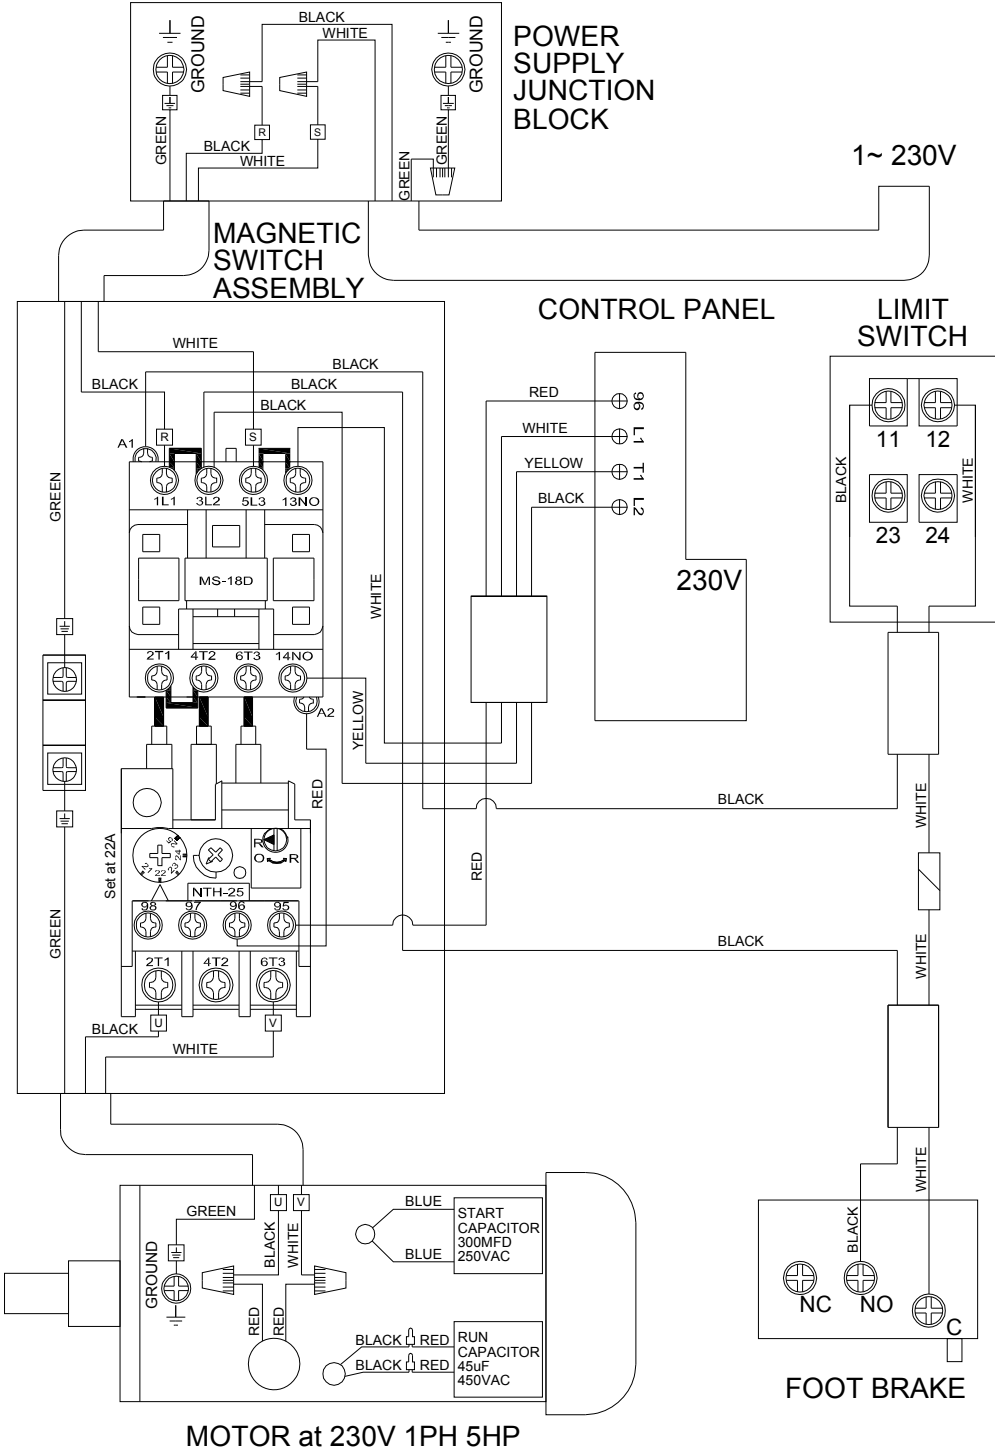 BLACK
WHITE
GROUND
GROUND
POWER
SUPPLY
JUNCTION
BLOCK
GREEN
BLACK
R
S
WHITE
GREEN
GREEN
1~ 230V
MAGNETIC
SWITCH
ASSEMBLY
CONTROL PANEL
LIMIT
SWITCH
WHITE
BLACK
BLACK
BLACK
BLACK
R
S
A1
1L1
3L2
5L3
13NO
GREEN
MS-18D
WHITE
2T1
4T2
6T3
14NO
A2
YELLOW
RED
RED
96
WHITE
L1
YELLOW
T1
BLACK
L2
230V
11
12
BLACK
WHITE
23
24
BLACK
WHITE
RED
Set at 22A
21
22
23
24
25
R
O
R
NTH-25
98
97
96
95
GREEN
BLACK
WHITE
2T1
4T2
6T3
U
V
BLACK
WHITE
WHITE
GREEN
U
V
BLACK
WHITE
GROUND
RED
RED
BLUE
BLUE
START
CAPACITOR
300MFD
250VAC
BLACK
RED
BLACK
RED
RUN
CAPACITOR
45uF
450VAC
BLACK
NC
NO
C
FOOT BRAKE
MOTOR at 230V 1PH 5HP